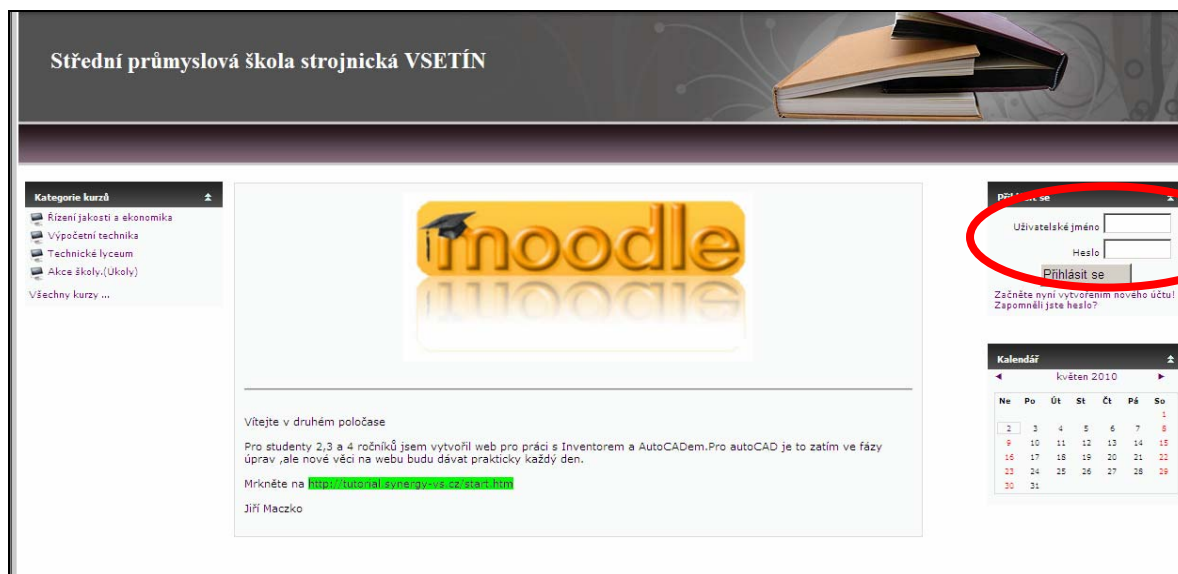 Střední průmyslová škola strojnická VSETÍN
Kategorie kurzů
Řízení jakosti a ekonomika
Výpočetní technika
Technické lyceum
Akce školy.(Ukoly)
Všechny kurzy ...
moodle
Vítejte v druhém poločase
Pro studenty 2,3 a 4 ročníků jsem vytvořil web pro práci s Inventorem a AutoCADem.Pro autoCAD je to zatím ve fázy
úprav ,ale nové věci na webu budu dávat prakticky každý den.
Mrkněte na http://tutorial.synergy-vs.cz/start.htm
Jiří Maczko
Přihlásit se
Uživatelské jméno
Heslo
Přihlásit se
Začněte nyní vytvořením nového účtu!
Zapomněli jste heslo?
Kalendář
◄ květen 2010 ►
Ne Po Út St Čt Pá So
1
2 3 4 5 6 7 8
9 10 11 12 13 14 15
16 17 18 19 20 21 22
23 24 25 26 27 28 29
30 31